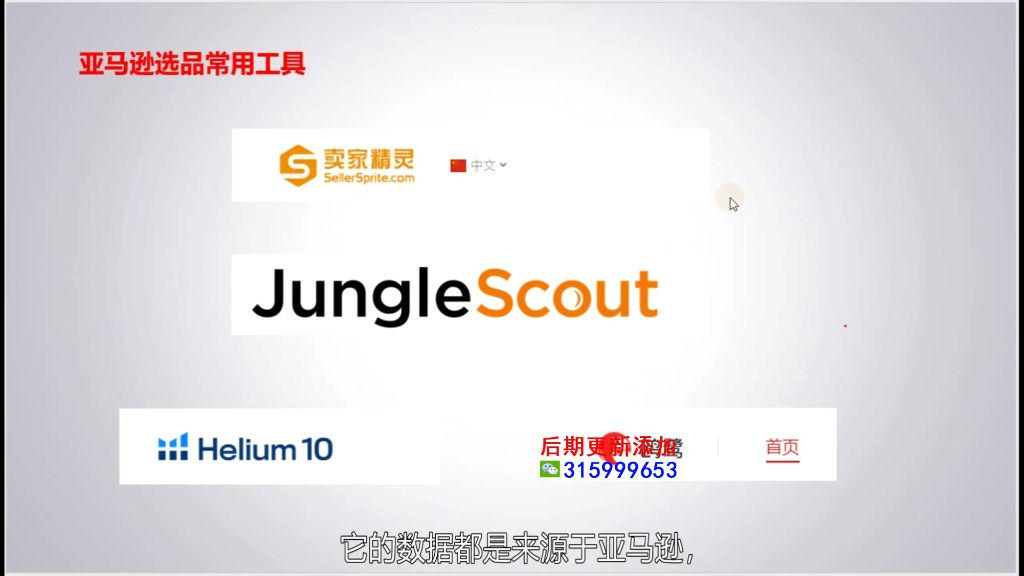 亚马逊选品常用工具
卖家精灵
SellerSprite.com
中文
JungleScout
Helium 10
后期更新添加
315999653
首页
它的数据都是来源于亚马逊,